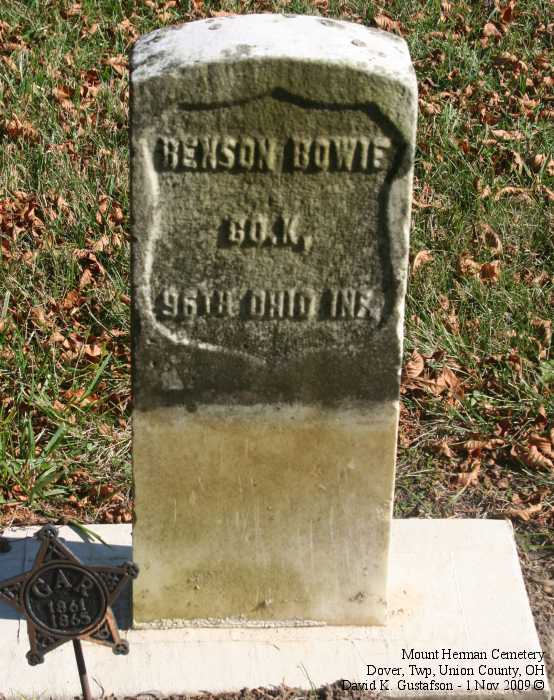 BENSON BOWIE
CO. K,
96TH OHIO INF.
GAR
1861
1865
Mount Herman Cemetery
Dover, Twp, Union County, OH
David K. Gustafson - 1 Nov 2009 ©